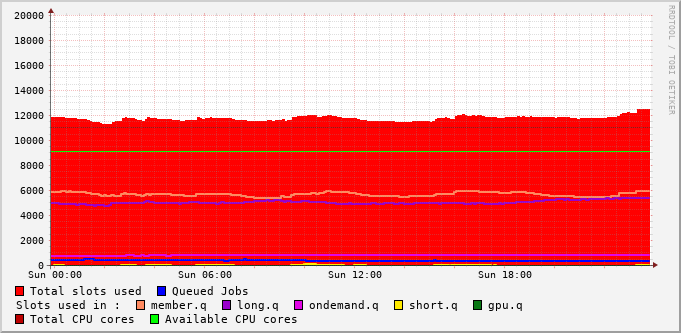 20000
18000
16000
14000
12000
10000
8000
6000
4000
2000
0
Sun 00:00 Sun 06:00 Sun 12:00 Sun 18:00
RRDTOOL / TOBI OETIKER
Total slots used Queued Jobs
Slots used in : member.q long.q ondemand.q short.q gpu.q
Total CPU cores Available CPU cores